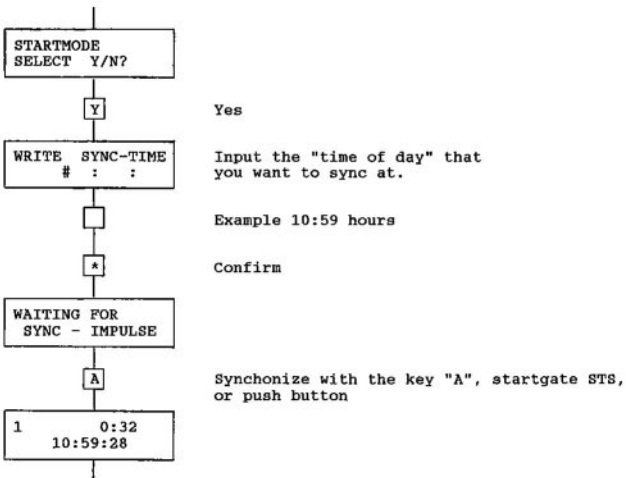 STARTMODE
SELECT Y/N?
Y Yes
WRITE SYNC-TIME Input the "time of day" that
# : : you want to sync at.
Example 10:59 hours
* Confirm
WAITING FOR
SYNC - IMPULSE
A Synchonize with the key "A", startgate STS,
or push button
1 0:32
10:59:28